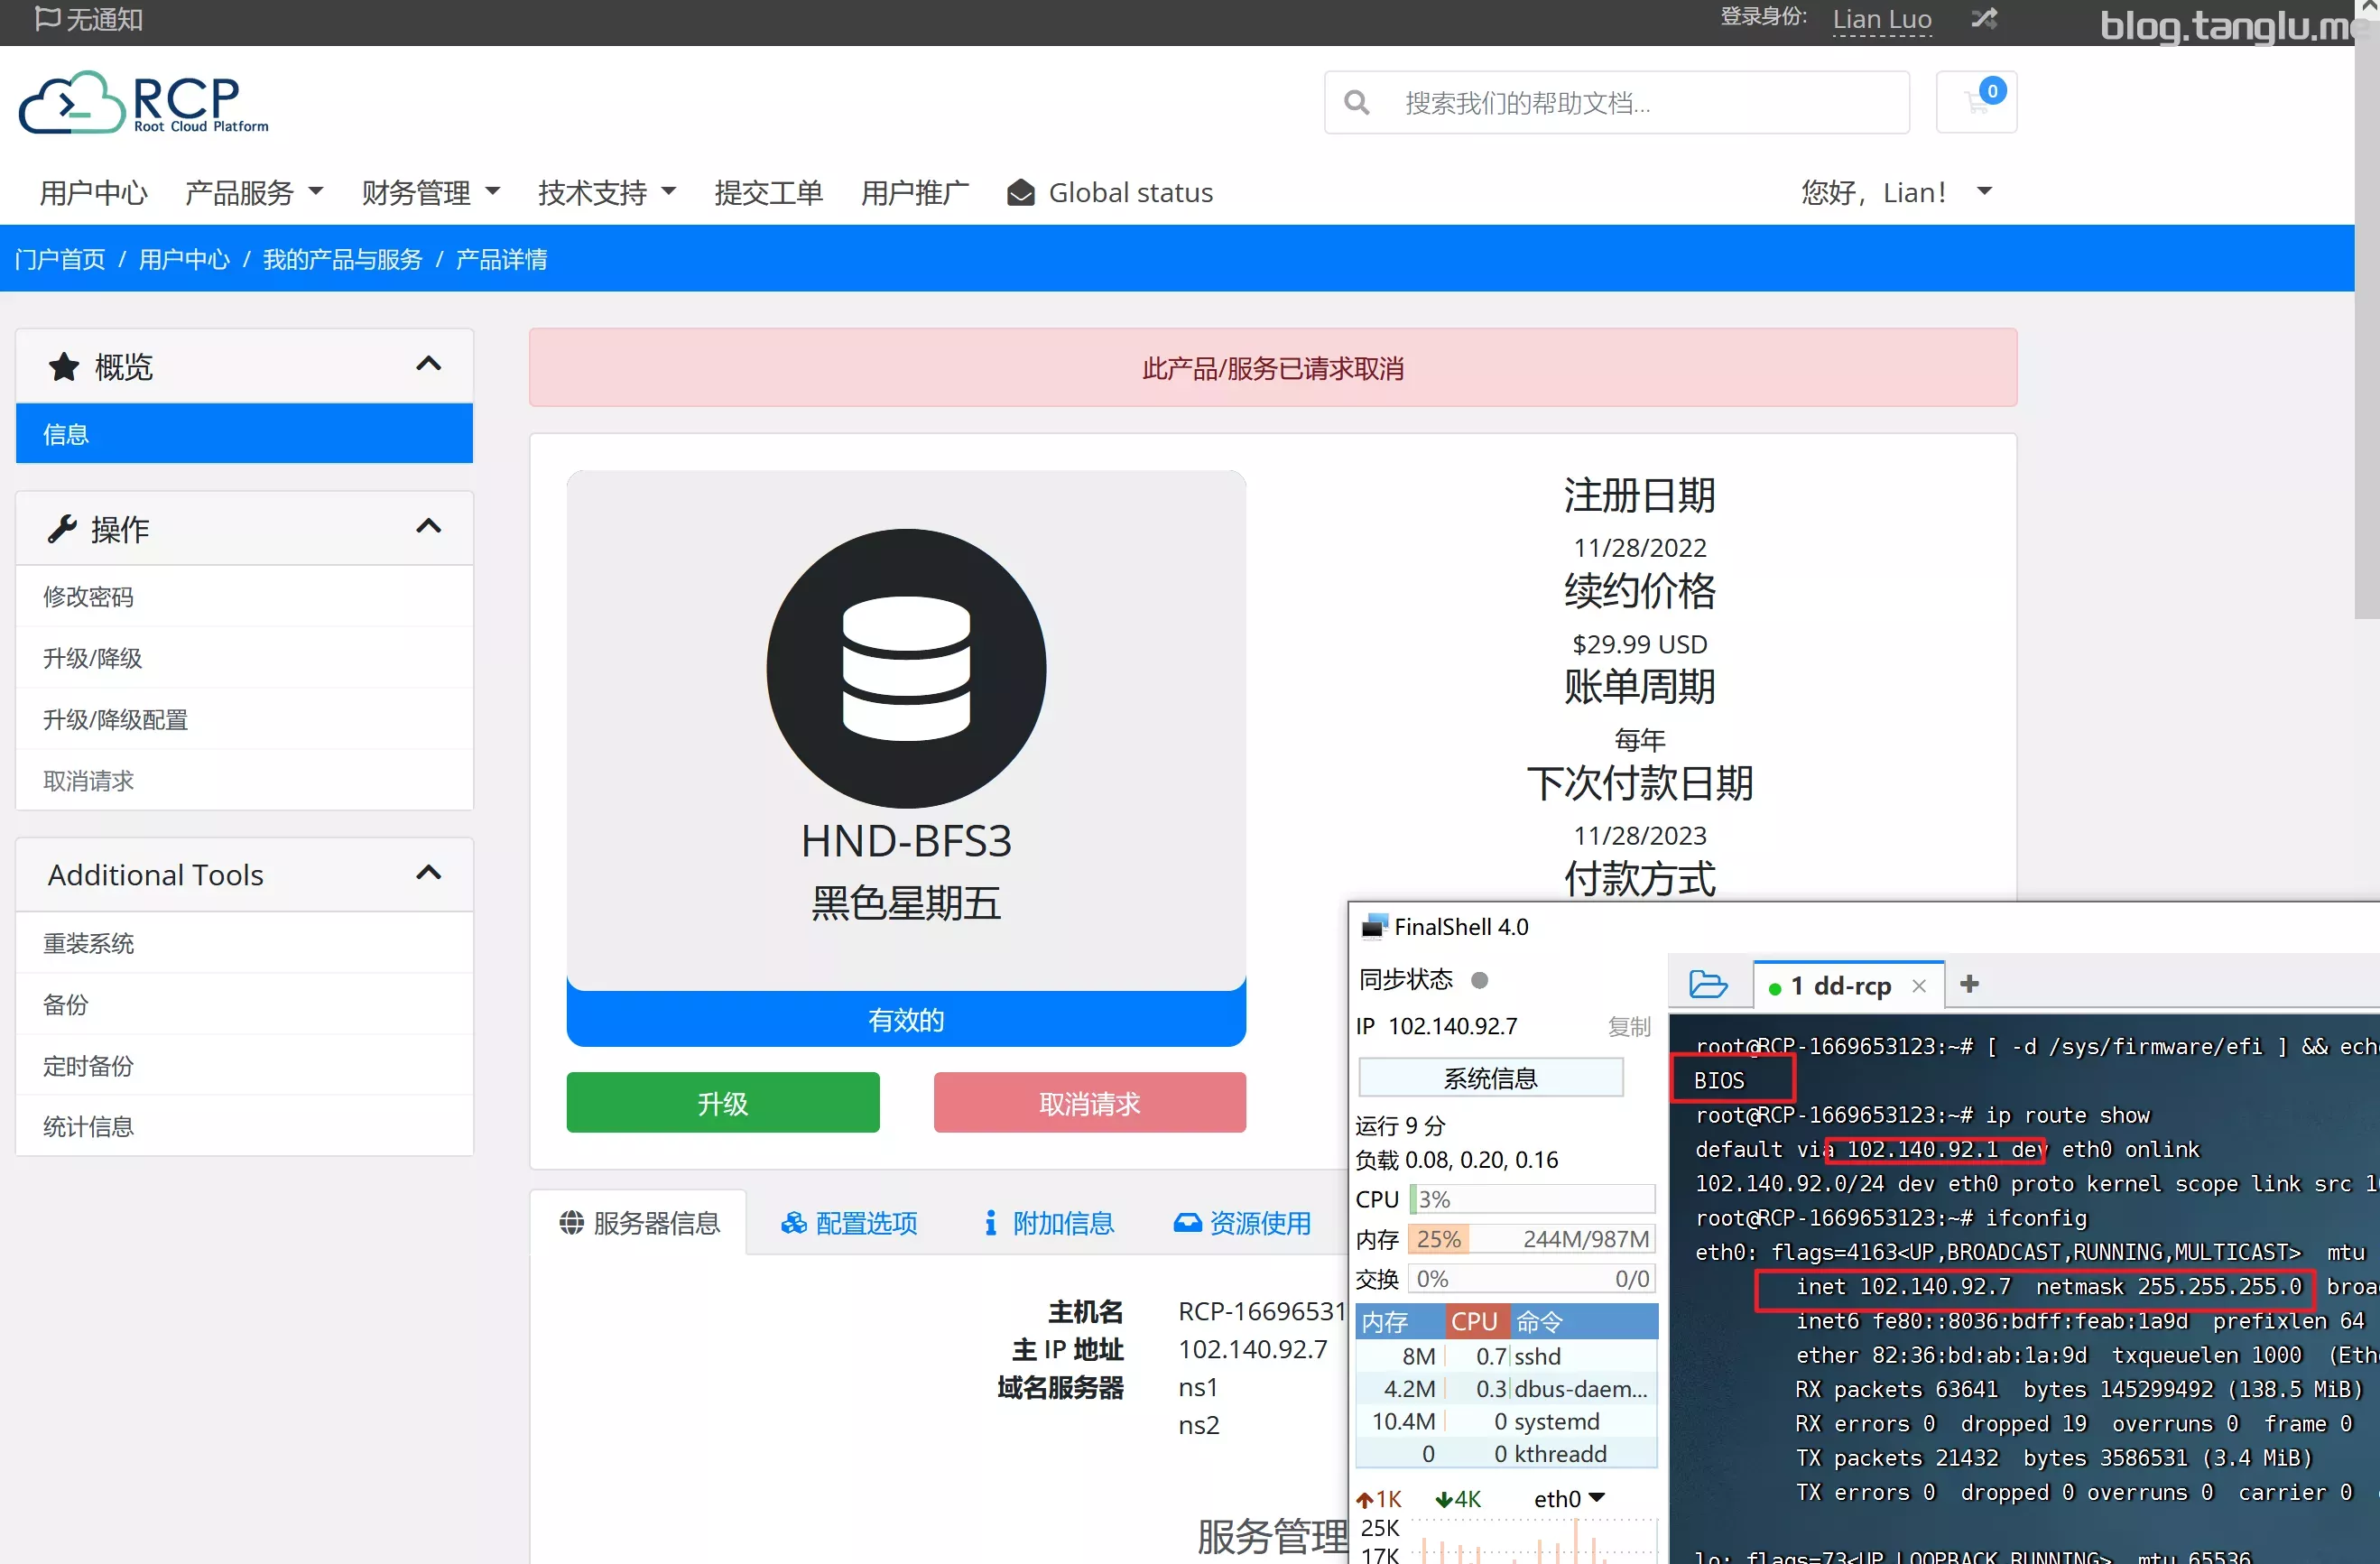 无通知
登录身份:
Lian Luo
blog.tanglu.me
RCP
Root Cloud Platform
搜索我们的帮助文档...
0
用户中心 产品服务 财务管理 技术支持 提交工单 用户推广 Global status
您好，Lian！
门户首页 / 用户中心 / 我的产品与服务 / 产品详情
概览
信息
操作
修改密码
升级/降级
升级/降级配置
取消请求
Additional Tools
重装系统
备份
定时备份
统计信息
此产品/服务已请求取消
HND-BFS3
黑色星期五
有效的
升级
取消请求
注册日期
11/28/2022
续约价格
$29.99 USD
账单周期
每年
下次付款日期
11/28/2023
付款方式
服务器信息
配置选项
附加信息
资源使用
主机名 RCP-16696531
主 IP 地址 102.140.92.7
域名服务器 ns1
ns2
服务管理
FinalShell 4.0
同步状态
IP 102.140.92.7 复制
系统信息
运行 9 分
负载 0.08, 0.20, 0.16
CPU 3%
内存 25% 244M/987M
交换 0% 0/0
内存 CPU 命令
8M 0.7 sshd
4.2M 0.3 dbus-daem...
10.4M 0 systemd
0 0 kthreadd
1K 4K eth0
25K
17K
1 dd-rcp
root@RCP-1669653123:~# [ -d /sys/firmware/efi ] && ech
BIOS
root@RCP-1669653123:~# ip route show
default via 102.140.92.1 dev eth0 onlink
102.140.92.0/24 dev eth0 proto kernel scope link src 1
root@RCP-1669653123:~# ifconfig
eth0: flags=4163<UP,BROADCAST,RUNNING,MULTICAST> mtu
inet 102.140.92.7 netmask 255.255.255.0 broa
inet6 fe80::8036:bdff:feab:1a9d prefixlen 64
ether 82:36:bd:ab:1a:9d txqueuelen 1000 (Eth
RX packets 63641 bytes 145299492 (138.5 MiB)
RX errors 0 dropped 19 overruns 0 frame 0
TX packets 21432 bytes 3586531 (3.4 MiB)
TX errors 0 dropped 0 overruns 0 carrier 0
lo: flags=73<UP,LOOPBACK,RUNNING> mtu 65536